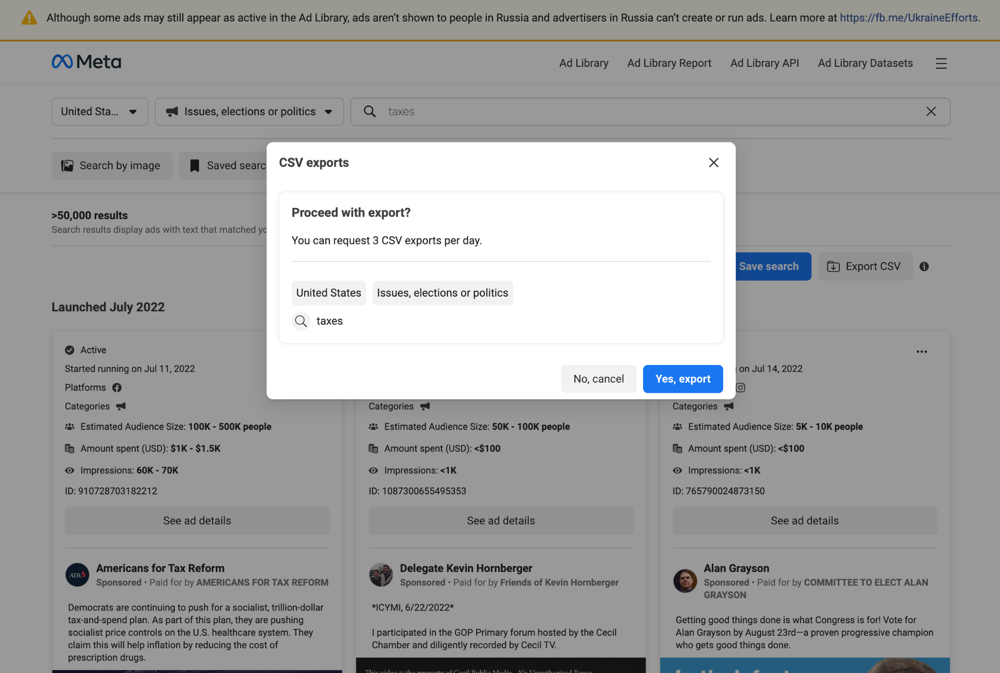 Although some ads may still appear as active in the Ad Library, ads aren't shown to people in Russia and advertisers in Russia can't create or run ads. Learn more at https://fb.me/UkraineEfforts.
Meta
Ad Library
Ad Library Report
Ad Library API
Ad Library Datasets
United Sta...
Issues, elections or politics
taxes
Search by image
Saved searc
CSV exports
Proceed with export?
You can request 3 CSV exports per day.
United States
Issues, elections or politics
taxes
No, cancel
Yes, export
>50,000 results
Search results display ads with text that matched yo
Save search
Export CSV
Launched July 2022
Active
Started running on Jul 11, 2022
Platforms
Categories
Estimated Audience Size: 100K - 500K people
Amount spent (USD): $1K - $1.5K
Impressions: 60K - 70K
ID: 910728703182212
See ad details
Americans for Tax Reform
Sponsored • Paid for by AMERICANS FOR TAX REFORM
Democrats are continuing to push for a socialist, trillion-dollar
tax-and-spend plan. As part of this plan, they are pushing
socialist price controls on the U.S. healthcare system. They
claim this will help inflation by reducing the cost of
prescription drugs.
Categories
Estimated Audience Size: 50K - 100K people
Amount spent (USD): <$100
Impressions: <1K
ID: 1087300655495353
See ad details
Delegate Kevin Hornberger
Sponsored • Paid for by Friends of Kevin Hornberger
*ICYMI, 6/22/2022*
I participated in the GOP Primary forum hosted by the Cecil
Chamber and diligently recorded by Cecil TV.
This video is the property of Cecil Public Media - No Unauthorized Reuse
on Jul 14, 2022
Categories
Estimated Audience Size: 5K - 10K people
Amount spent (USD): <$100
Impressions: <1K
ID: 765790024873150
See ad details
Alan Grayson
Sponsored • Paid for by COMMITTEE TO ELECT ALAN
GRAYSON
Getting good things done is what Congress is for! Vote for
Alan Grayson by August 23rd—a proven progressive champion
who gets good things done.
ATR